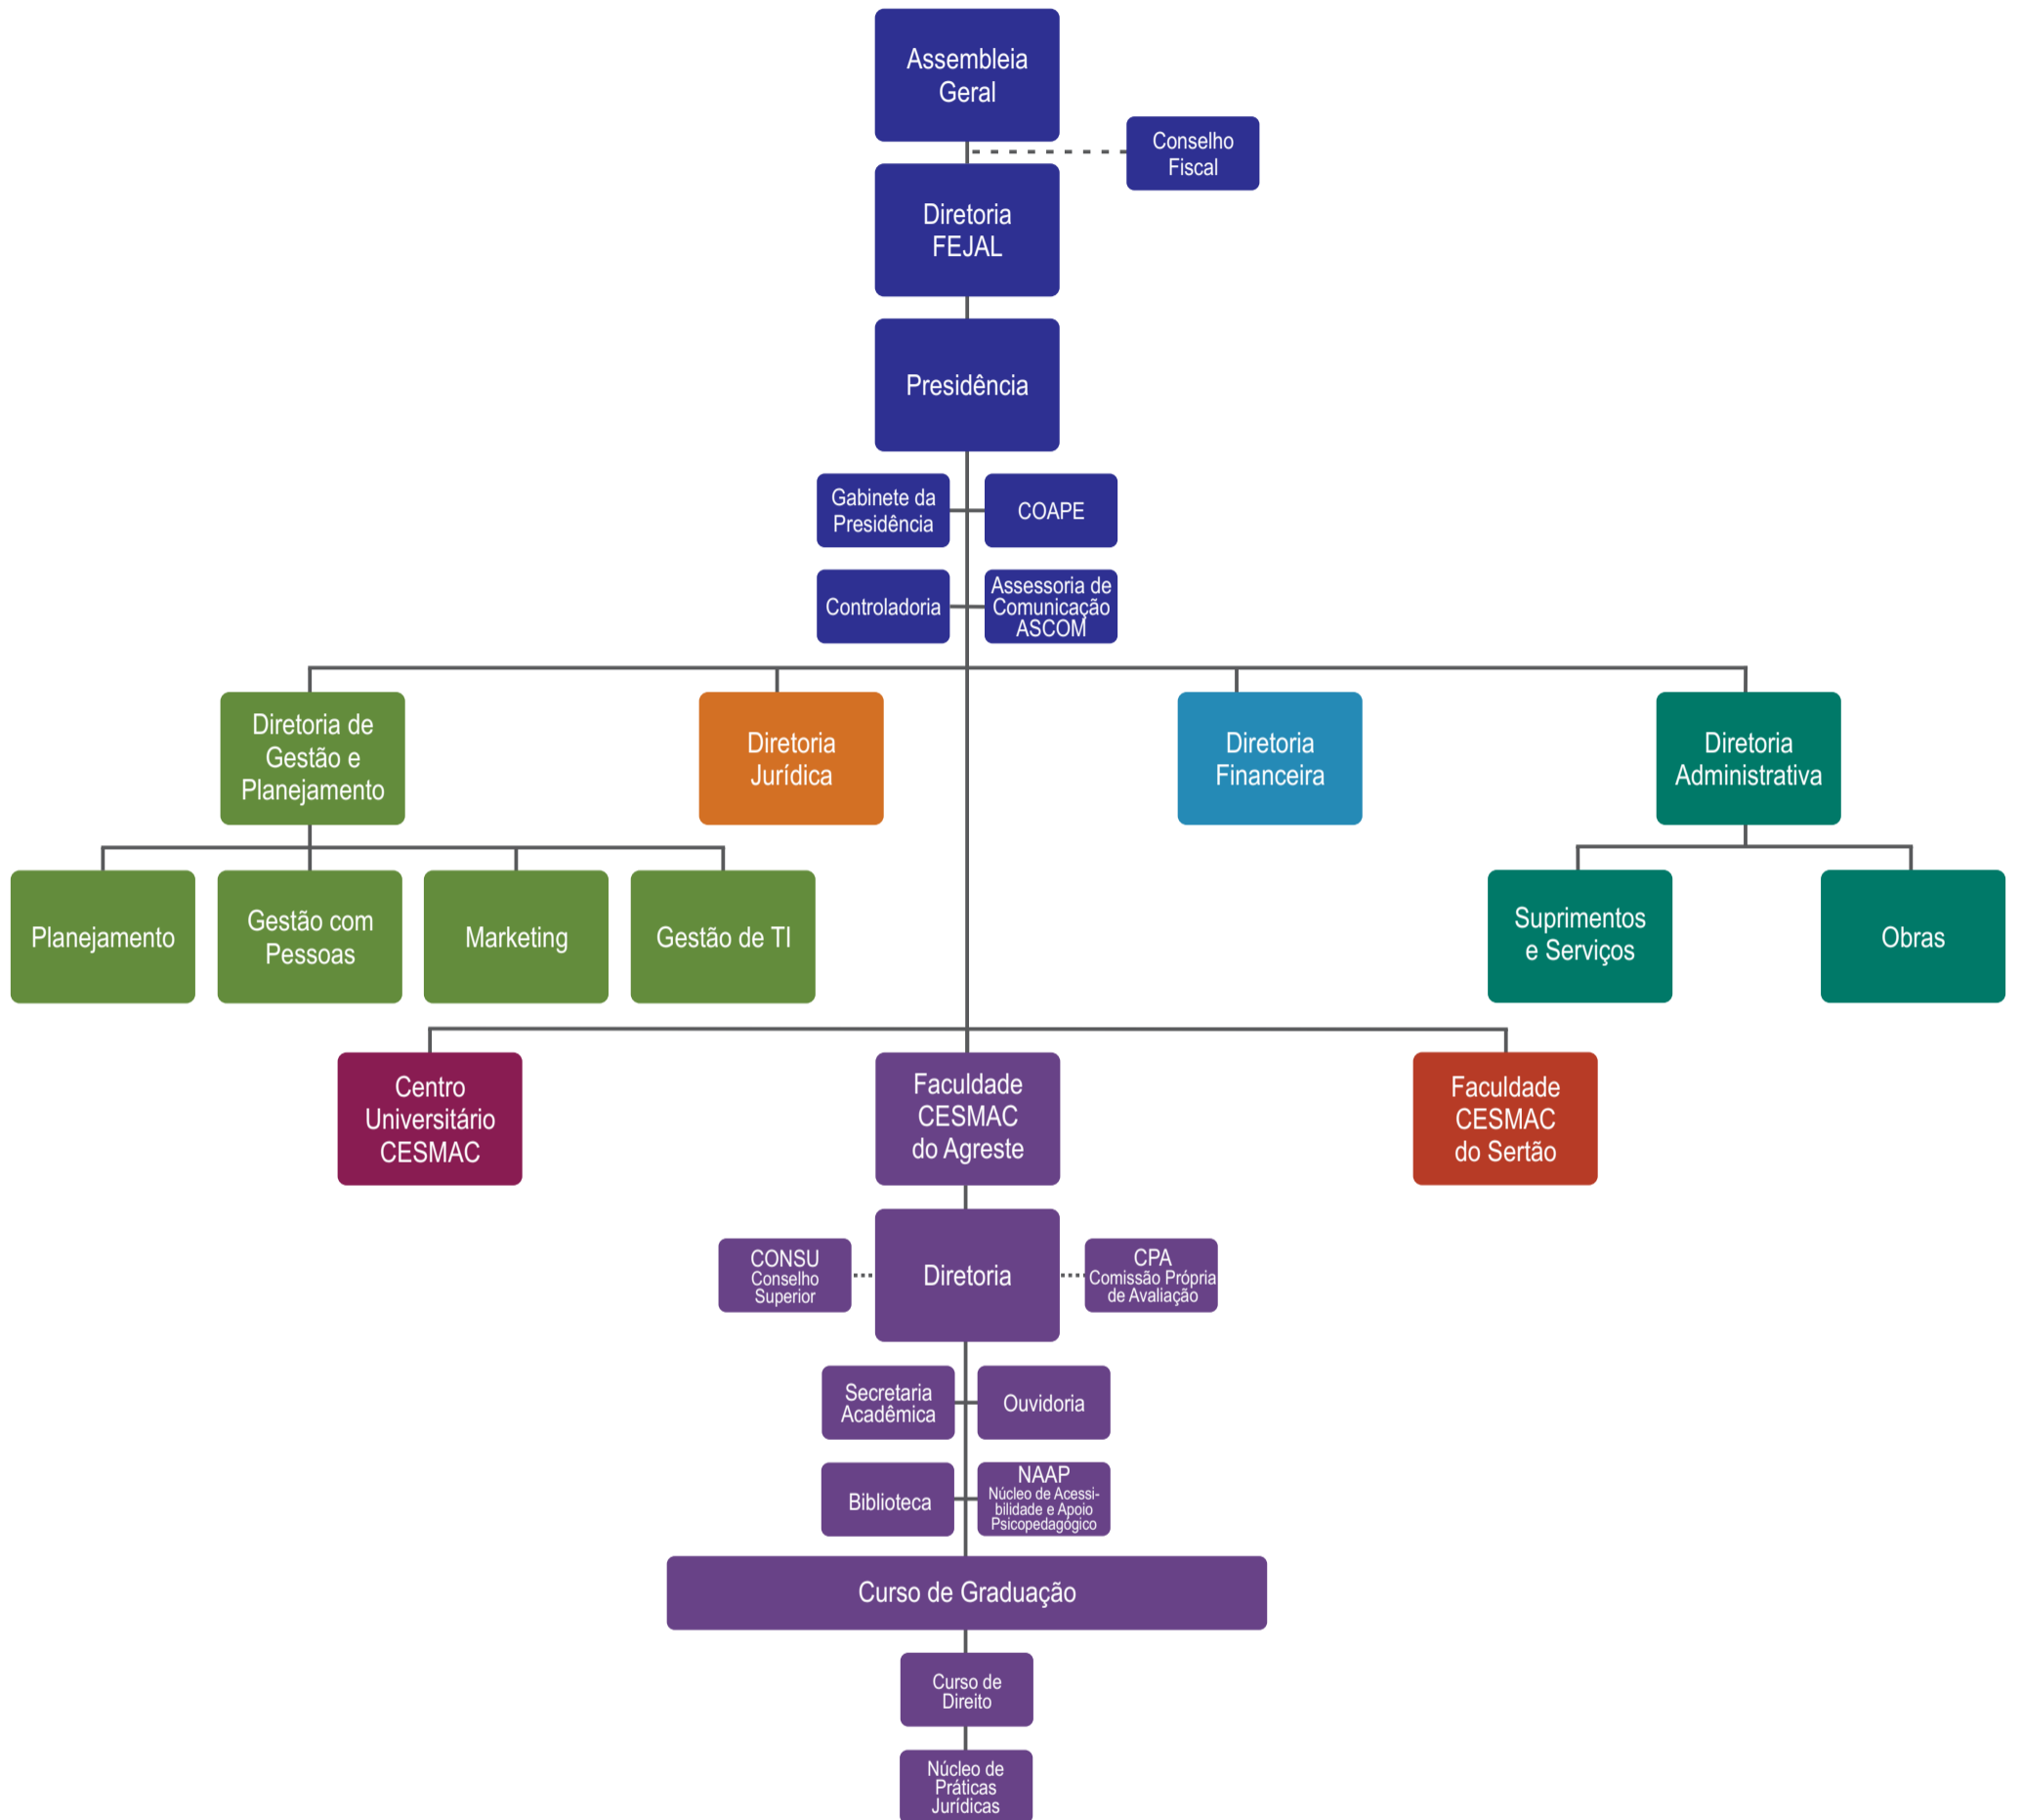 Assembleia
Geral
Conselho
Fiscal
Diretoria
FEJAL
Presidência
Gabinete da
Presidência
COAPE
Controladoria
Assessoria de
Comunicação
ASCOM
Diretoria de
Gestão e
Planejamento
Diretoria
Jurídica
Diretoria
Financeira
Diretoria
Administrativa
Planejamento
Gestão com
Pessoas
Marketing
Gestão de TI
Suprimentos
e Serviços
Obras
Centro
Universitário
CESMAC
Faculdade
CESMAC
do Agreste
Faculdade
CESMAC
do Sertão
CONSU
Conselho
Superior
Diretoria
CPA
Comissão Própria
de Avaliação
Secretaria
Acadêmica
Ouvidoria
Biblioteca
NAAP
Núcleo de Acessi-
bilidade e Apoio
Psicopedagógico
Curso de Graduação
Curso de
Direito
Núcleo de
Práticas
Jurídicas